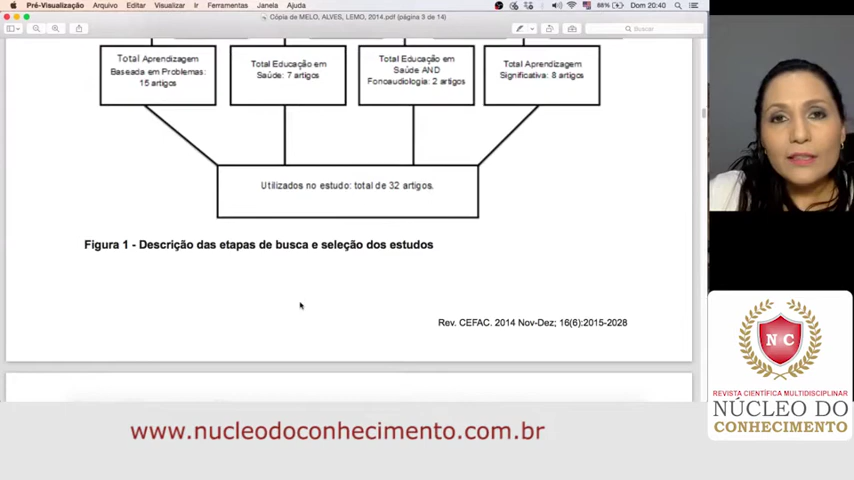 Pré-Visualização Arquivo Editar Visualizar Ir Ferramentas Janela Ajuda
88% Dom 20:40
Cópia de MELO, ALVES, LEMO, 2014.pdf (página 3 de 14)
Buscar
Total Aprendizagem
Baseada em Problemas:
15 artigos
Total Educação em
Saúde: 7 artigos
Total Educação em
Saúde AND
Fonoaudiologia: 2 artigos
Total Aprendizagem
Significativa: 8 artigos
Utilizados no estudo: total de 32 artigos.
Figura 1 - Descrição das etapas de busca e seleção dos estudos
Rev. CEFAC. 2014 Nov-Dez; 16(6):2015-2028
N C
REVISTA CIENTÍFICA MULTIDISCIPLINAR
NÚCLEO DO
CONHECIMENTO
www.nucleodoconhecimento.com.br